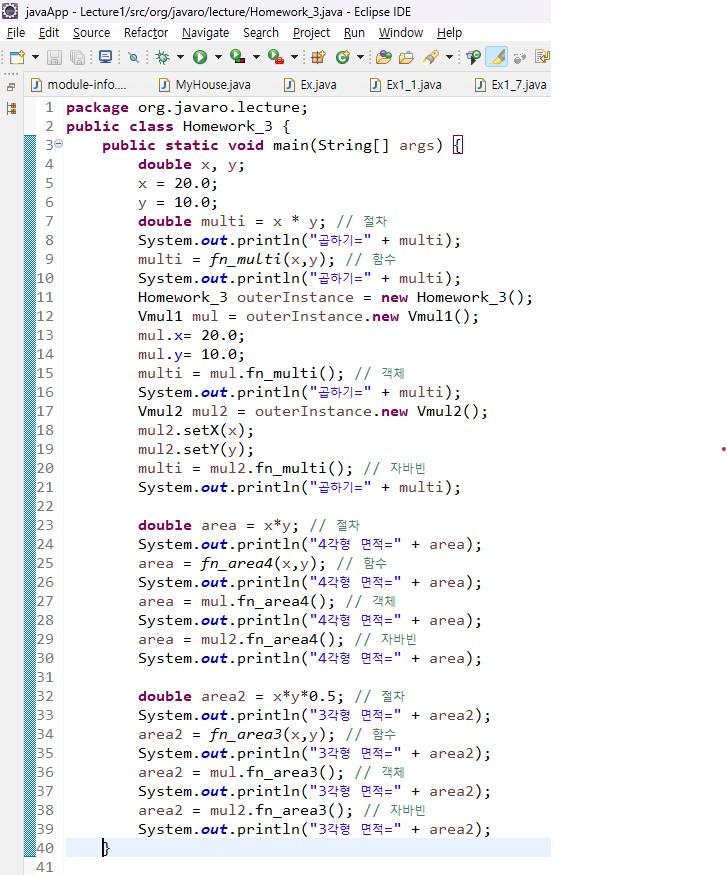 javaApp - Lecture1/src/org/javaro/lecture/Homework_3.java - Eclipse IDE
File Edit Source Refactor Navigate Search Project Run Window Help
module-info.... MyHouse.java Ex.java Ex1_1.java Ex1_7.java
1 package org.javaro.lecture;
2 public class Homework_3 {
3 public static void main(String[] args) {
4 double x, y;
5 x = 20.0;
6 y = 10.0;
7 double multi = x * y; // 절차
8 System.out.println("곱하기=" + multi);
9 multi = fn_multi(x,y); // 함수
10 System.out.println("곱하기=" + multi);
11 Homework_3 outerInstance = new Homework_3();
12 Vmul1 mul = outerInstance.new Vmul1();
13 mul.x= 20.0;
14 mul.y= 10.0;
15 multi = mul.fn_multi(); // 객체
16 System.out.println("곱하기=" + multi);
17 Vmul2 mul2 = outerInstance.new Vmul2();
18 mul2.setX(x);
19 mul2.setY(y);
20 multi = mul2.fn_multi(); // 자바빈
21 System.out.println("곱하기=" + multi);
22
23 double area = x*y; // 절차
24 System.out.println("4각형 면적=" + area);
25 area = fn_area4(x,y); // 함수
26 System.out.println("4각형 면적=" + area);
27 area = mul.fn_area4(); // 객체
28 System.out.println("4각형 면적=" + area);
29 area = mul2.fn_area4(); // 자바빈
30 System.out.println("4각형 면적=" + area);
31
32 double area2 = x*y*0.5; // 절차
33 System.out.println("3각형 면적=" + area2);
34 area2 = fn_area3(x,y); // 함수
35 System.out.println("3각형 면적=" + area2);
36 area2 = mul.fn_area3(); // 객체
37 System.out.println("3각형 면적=" + area2);
38 area2 = mul2.fn_area3(); // 자바빈
39 System.out.println("3각형 면적=" + area2);
40 }
41